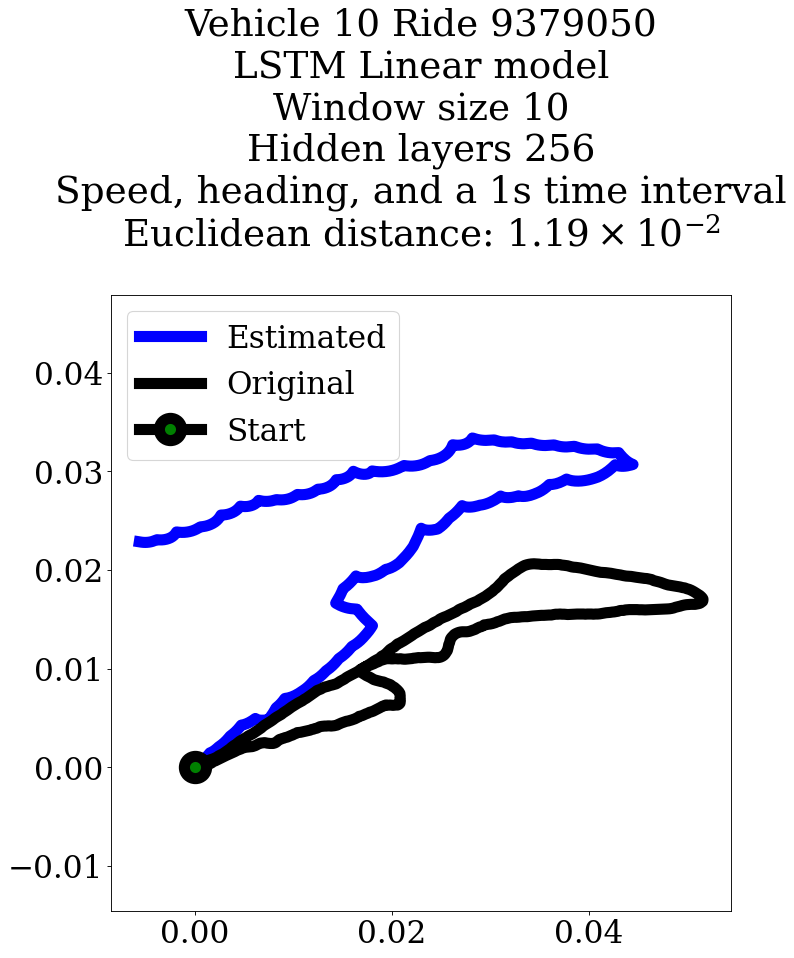 Vehicle 10 Ride 9379050
LSTM Linear model
Window size 10
Hidden layers 256
Speed, heading, and a 1s time interval
Euclidean distance: 1.19 × 10⁻²
Estimated
Original
Start
0.04
0.03
0.02
0.01
0.00
−0.01
0.00 0.02 0.04